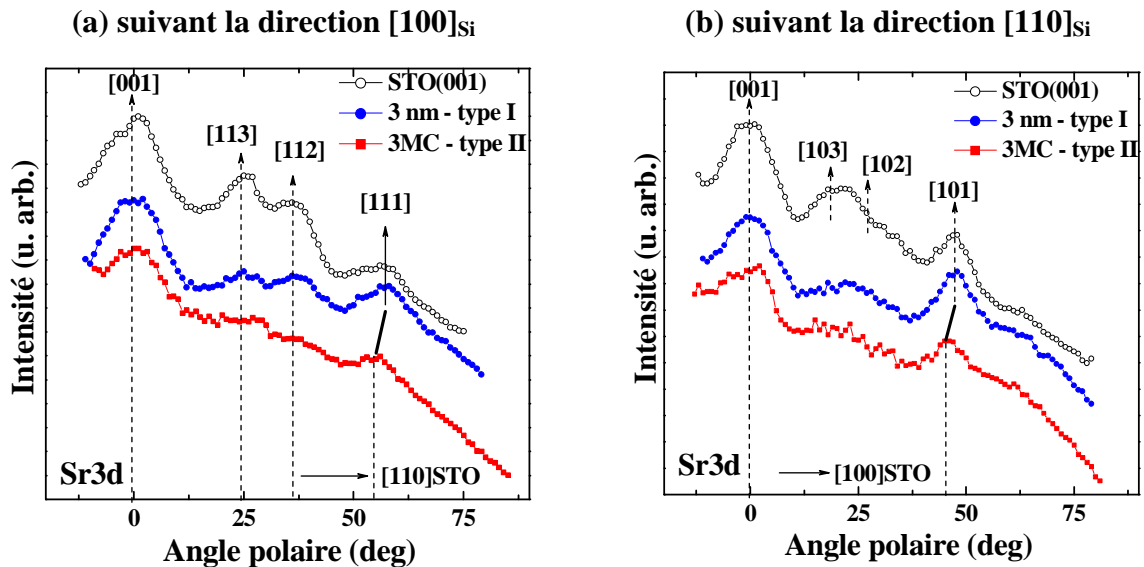 (a) suivant la direction [100]Si
[001]
STO(001)
3 nm - type I
3MC - type II
[113]
[112]
[111]
Intensité (u. arb.)
Sr3d
[110]STO
0
25
50
75
Angle polaire (deg)
(b) suivant la direction [110]Si
[001]
STO(001)
3 nm - type I
3MC - type II
[103]
[102]
[101]
Intensité (u. arb.)
Sr3d
[100]STO
0
25
50
75
Angle polaire (deg)